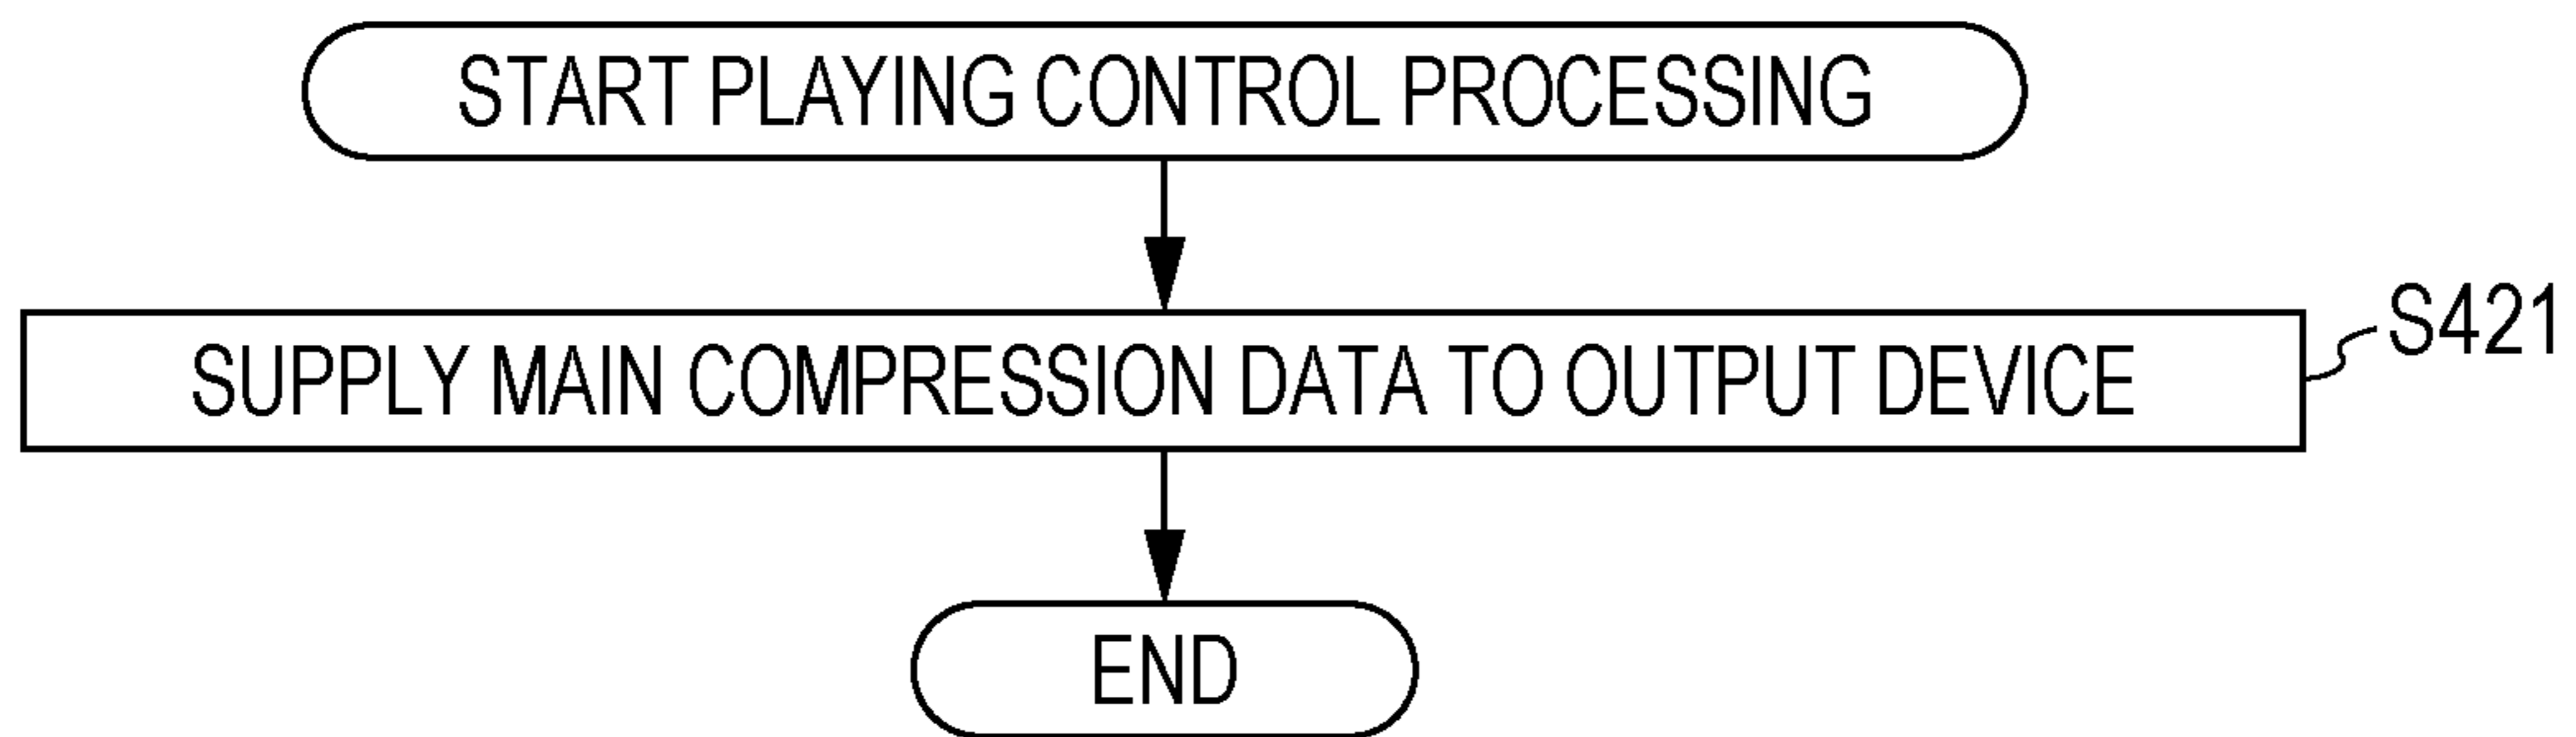 START PLAYING CONTROL PROCESSING
S421
SUPPLY MAIN COMPRESSION DATA TO OUTPUT DEVICE
END